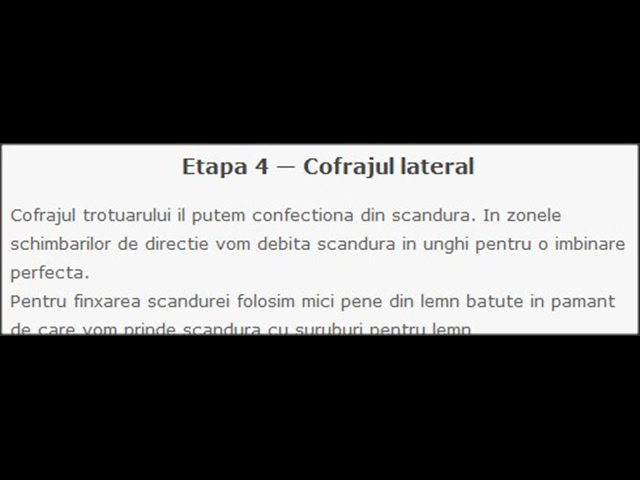 Etapa 4 — Cofrajul lateral
Cofrajul trotuarului il putem confectiona din scandura. In zonele
schimbarilor de directie vom debita scandura in unghi pentru o imbinare
perfecta.
Pentru finxarea scandurei folosim mici pene din lemn batute in pamant
de care vom prinde scandura cu suruburi pentru lemn